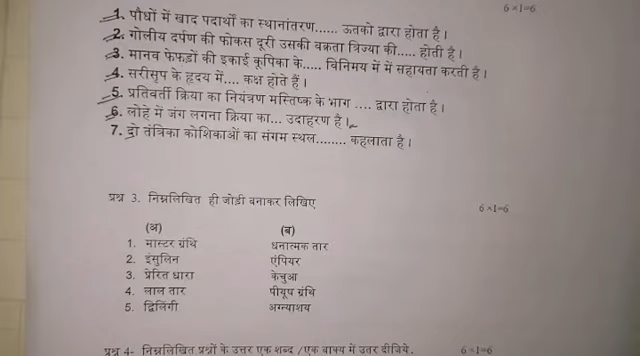 6×1=6
1. पौधों में खाद पदार्थों का स्थानांतरण...... ऊतको द्वारा होता है।
2. गोलीय दर्पण की फोकस दूरी उसकी वक्रता त्रिज्या की..... होती है।
3. मानव फेफड़ों की इकाई कूपिका के..... विनिमय में में सहायता करती है।
4. सरीसृप के हृदय में.... कक्ष होते हैं।
5. प्रतिवर्ती क्रिया का नियंत्रण मस्तिष्क के भाग .... द्वारा होता है।
6. लोहे में जंग लगना क्रिया का... उदाहरण है।
7. दो तंत्रिका कोशिकाओं का संगम स्थल........ कहलाता है।
प्रश्न 3. निम्नलिखित ही जोडी बनाकर लिखिए 6×1=6
(अ) (ब)
1. मास्टर ग्रंथि धनात्मक तार
2. इंसुलिन एंपियर
3. प्रेरित धारा केचुआ
4. लाल तार पीयूष ग्रंथि
5. द्विलिंगी अग्न्याशय
प्रश्न 4- निम्नलिखित प्रश्नों के उत्तर एक शब्द /एक वाक्य में उतर दीजिये. 6×1=6